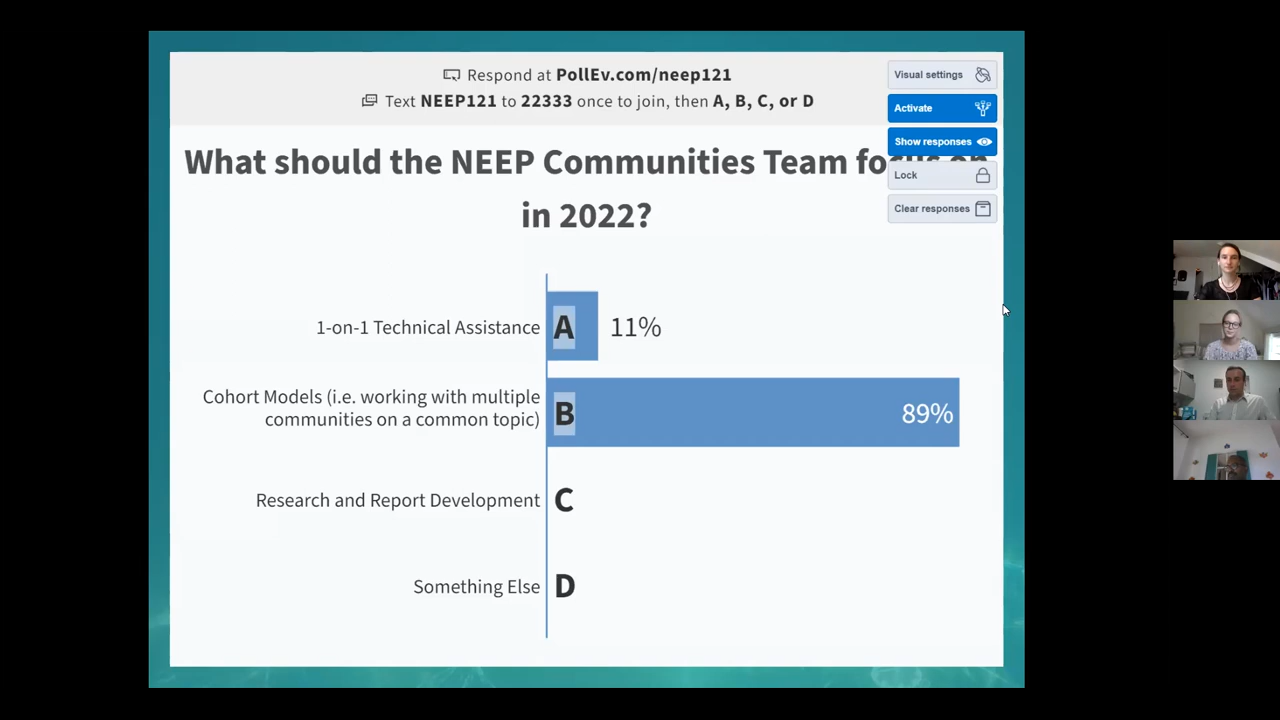 Respond at PollEv.com/neep121
Text NEEP121 to 22333 once to join, then A, B, C, or D
Visual settings
Activate
Show responses
Lock
Clear responses
What should the NEEP Communities Team focus on
in 2022?
1-on-1 Technical Assistance
A
11%
Cohort Models (i.e. working with multiple
communities on a common topic)
B
89%
Research and Report Development
C
Something Else
D